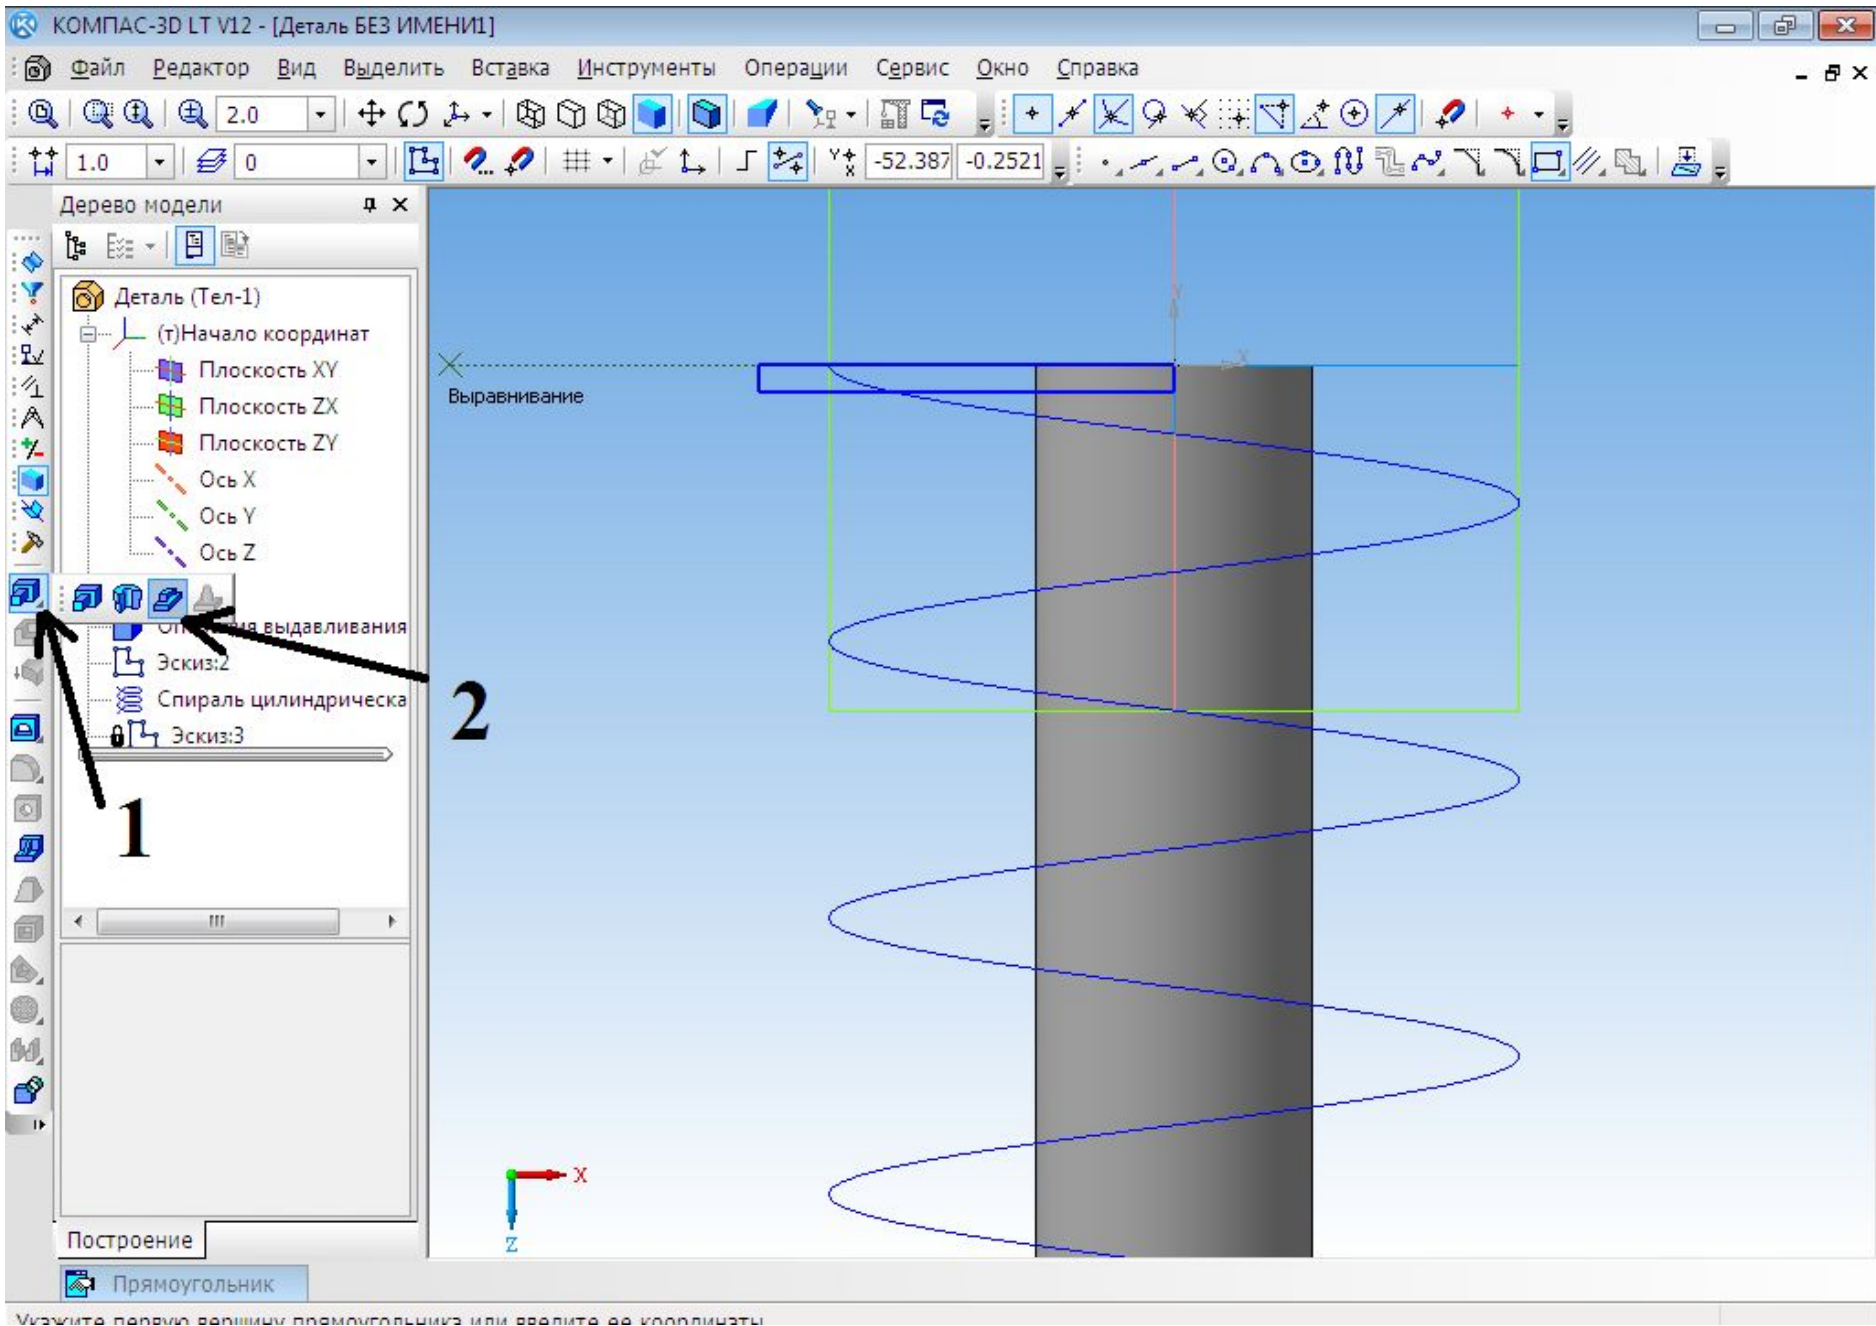 КОМПАС-3D LT V12 - [Деталь БЕЗ ИМЕНИ1]
Файл Редактор Вид Выделить Вставка Инструменты Операции Сервис Окно Справка
2.0
1.0 0 -52.387 -0.2521
Дерево модели
Деталь (Тел-1)
(т)Начало координат
Плоскость XY
Плоскость ZX
Плоскость ZY
Ось X
Ось Y
Ось Z
выдавливания
Эскиз:2
Спираль цилиндрическа
Эскиз:3
1
2
Выравнивание
Y
X
X
Z
Построение
Прямоугольник
Укажите первую вершину прямоугольника или введите ее координаты